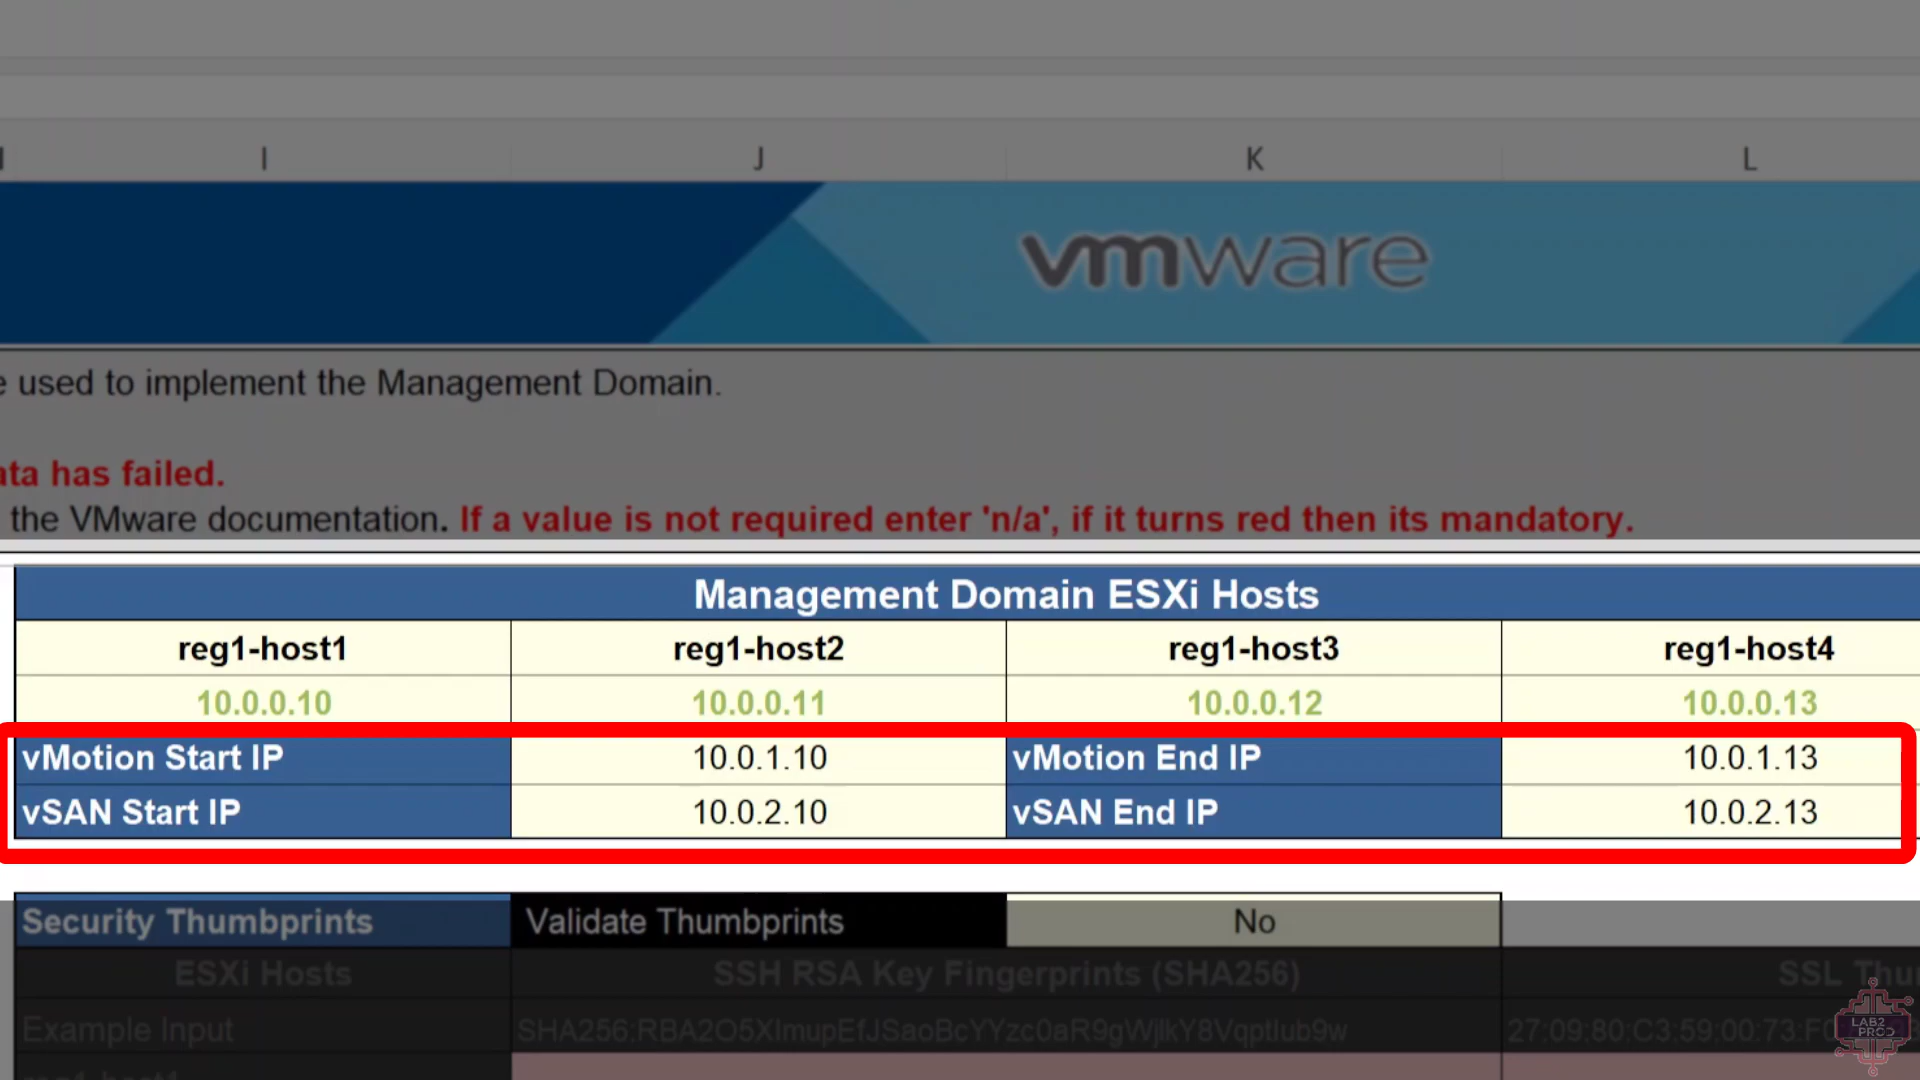 I J K L
vmware
e used to implement the Management Domain.
ata has failed.
the VMware documentation. If a value is not required enter 'n/a', if it turns red then its mandatory.
Management Domain ESXi Hosts
reg1-host1 reg1-host2 reg1-host3 reg1-host4
10.0.0.10 10.0.0.11 10.0.0.12 10.0.0.13
vMotion Start IP 10.0.1.10 vMotion End IP 10.0.1.13
vSAN Start IP 10.0.2.10 vSAN End IP 10.0.2.13
Security Thumbprints Validate Thumbprints No
ESXi Hosts SSH RSA Key Fingerprints (SHA256) SSL Thu
Example Input
LAB2
PROD